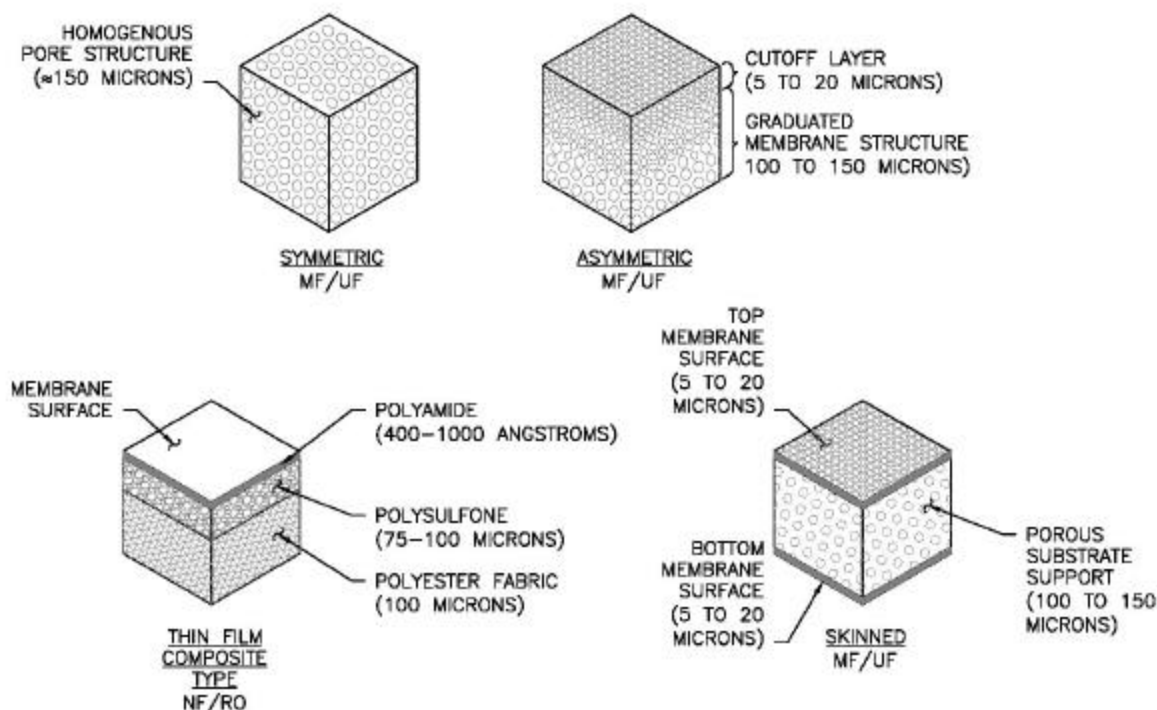 HOMOGENOUS
PORE STRUCTURE
(≈150 MICRONS)
CUTOFF LAYER
(5 TO 20 MICRONS)
GRADUATED
MEMBRANE STRUCTURE
100 TO 150 MICRONS)
SYMMETRIC
MF/UF
ASYMMETRIC
MF/UF
MEMBRANE
SURFACE
POLYAMIDE
(400-1000 ANGSTROMS)
POLYSULFONE
(75-100 MICRONS)
POLYESTER FABRIC
(100 MICRONS)
THIN FILM
COMPOSITE
TYPE
NF/RO
TOP
MEMBRANE
SURFACE
(5 TO 20
MICRONS)
BOTTOM
MEMBRANE
SURFACE
(5 TO 20
MICRONS)
POROUS
SUBSTRATE
SUPPORT
(100 TO 150
MICRONS)
SKINNED
MF/UF